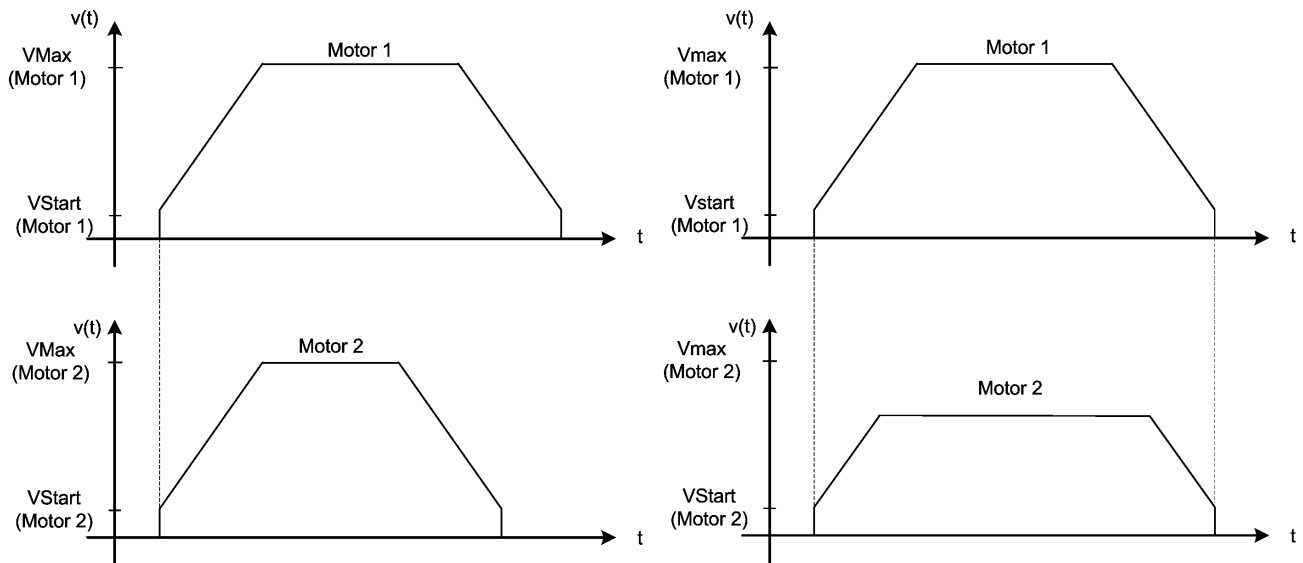 v(t)
VMax
(Motor 1)
Motor 1
VStart
(Motor 1)
t
v(t)
Vmax
(Motor 1)
Motor 1
Vstart
(Motor 1)
t
v(t)
VMax
(Motor 2)
Motor 2
VStart
(Motor 2)
t
v(t)
Vmax
(Motor 2)
Motor 2
VStart
(Motor 2)
t